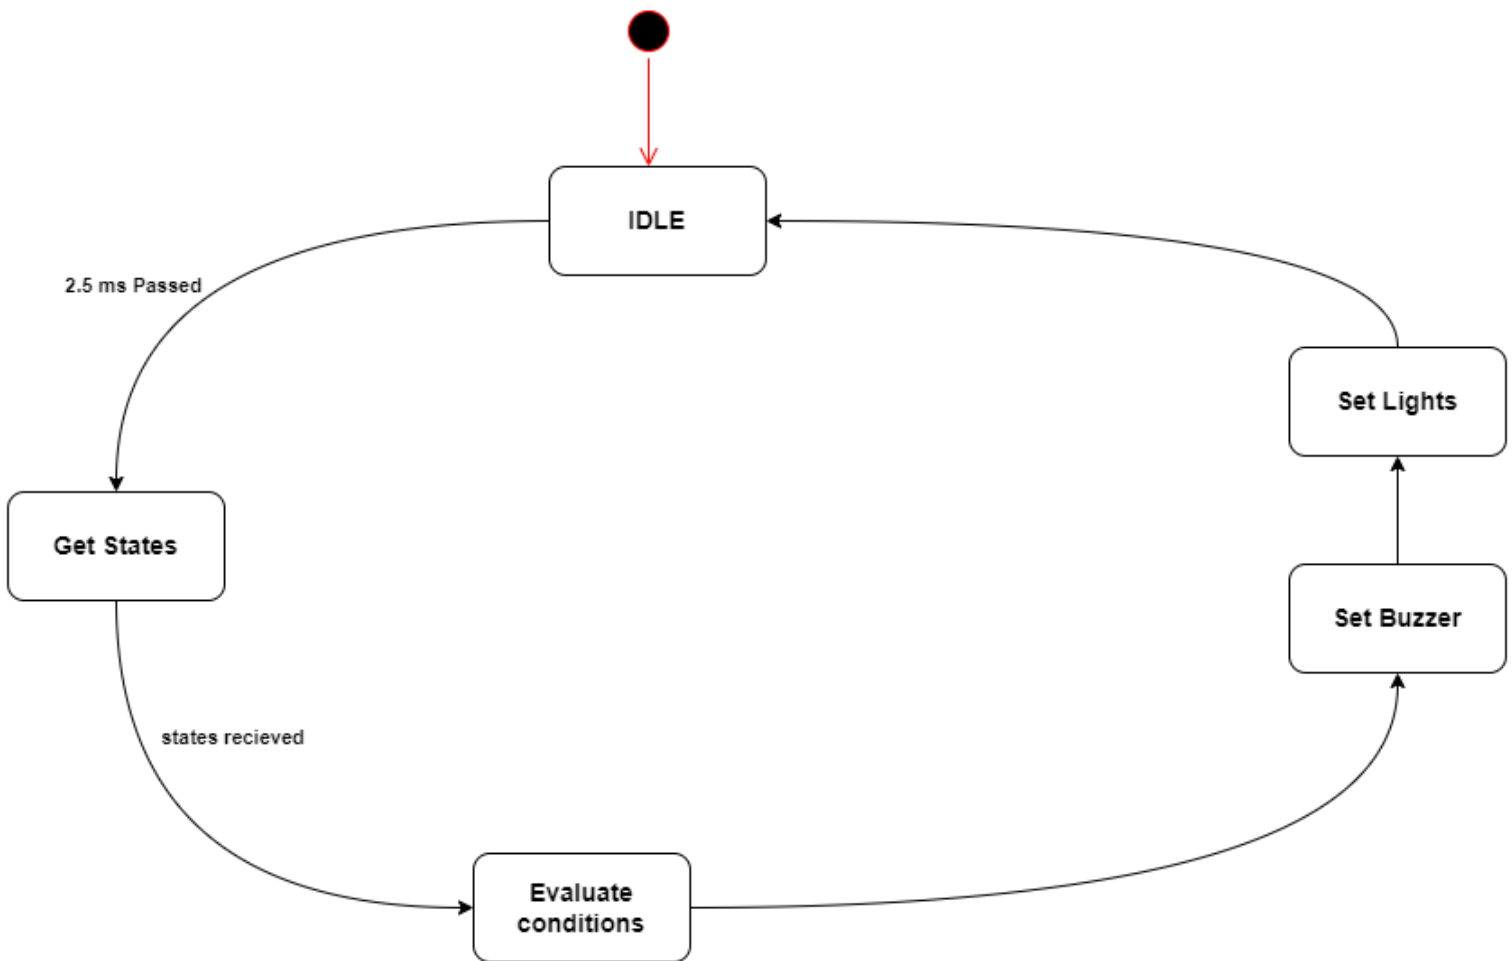 IDLE
2.5 ms Passed
Set Lights
Get States
Set Buzzer
states recieved
Evaluate
conditions